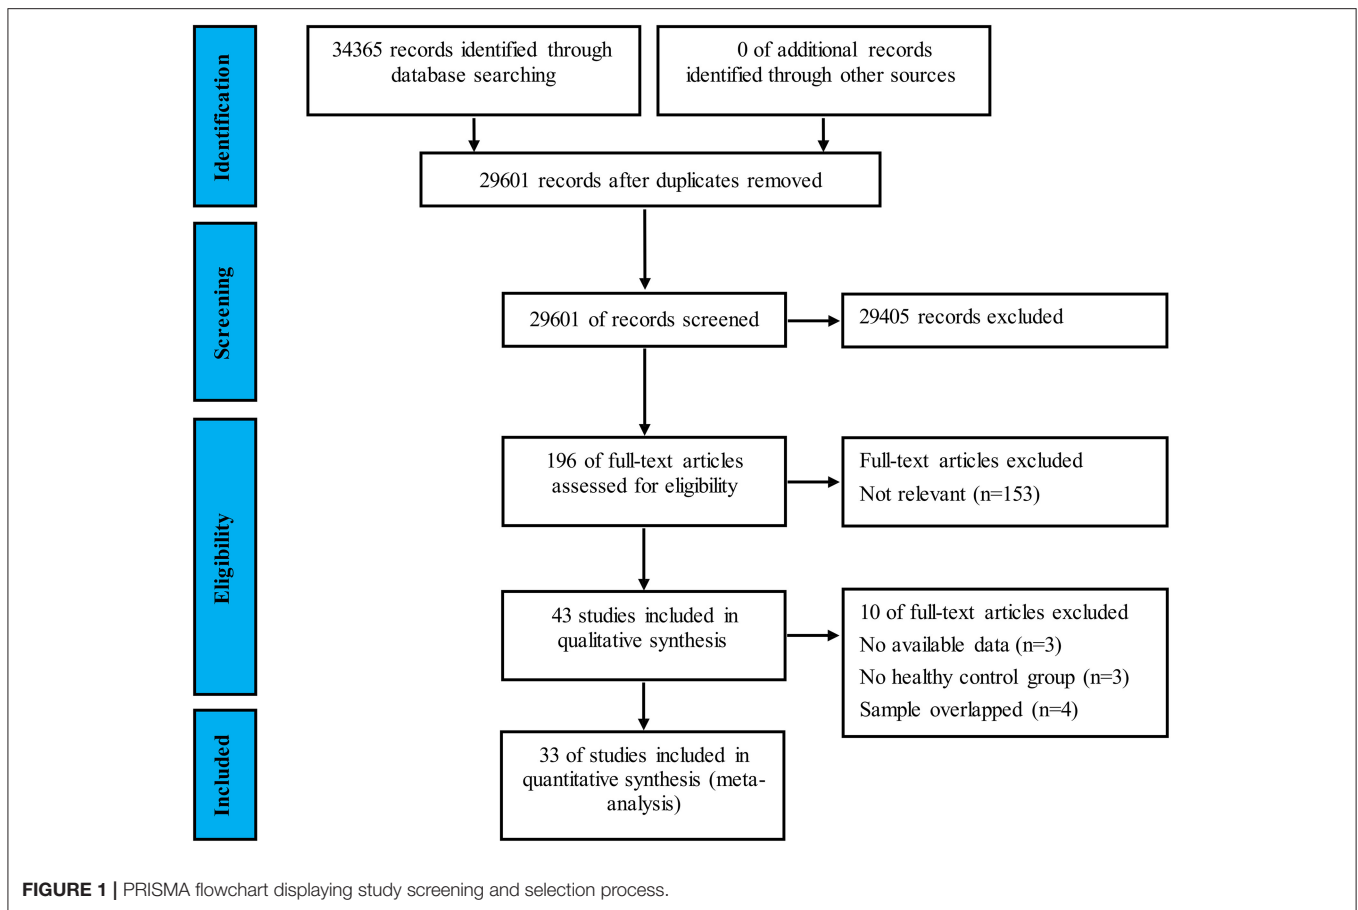 Identification
34365 records identified through
database searching
0 of additional records
identified through other sources
29601 records after duplicates removed
Screening
29601 of records screened
29405 records excluded
Eligibility
196 of full-text articles
assessed for eligibility
Full-text articles excluded
Not relevant (n=153)
43 studies included in
qualitative synthesis
10 of full-text articles excluded
No available data (n=3)
No healthy control group (n=3)
Sample overlapped (n=4)
Included
33 of studies included in
quantitative synthesis (meta-
analysis)
FIGURE 1 | PRISMA flowchart displaying study screening and selection process.